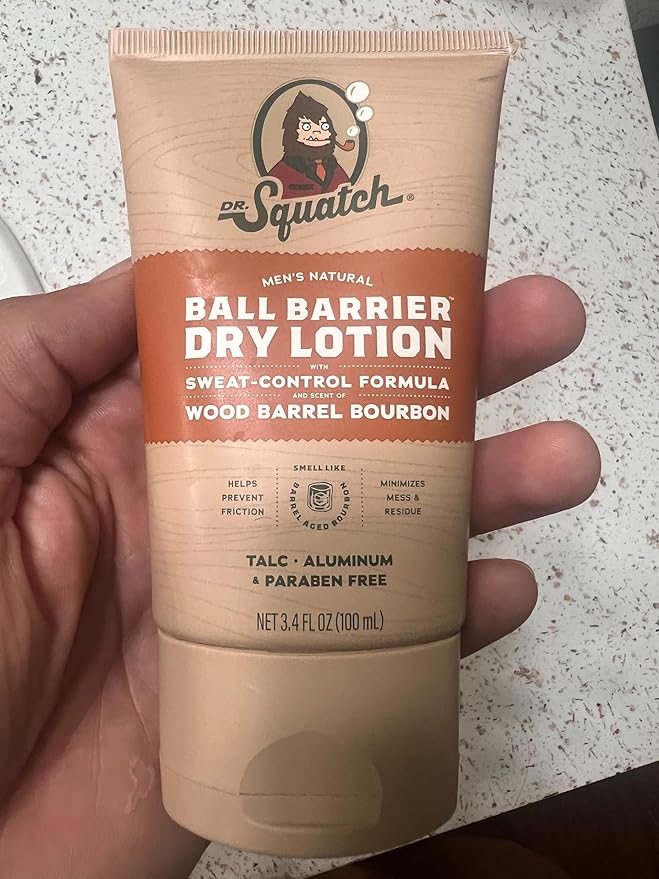 DR. Squatch®
MEN'S NATURAL
BALL BARRIER™
DRY LOTION
WITH
SWEAT-CONTROL FORMULA
AND SCENT OF
WOOD BARREL BOURBON
HELPS
PREVENT
FRICTION
SMELL LIKE
BARREL AGED BOURBON
MINIMIZES
MESS &
RESIDUE
TALC · ALUMINUM
& PARABEN FREE
NET 3.4 FL OZ (100 mL)